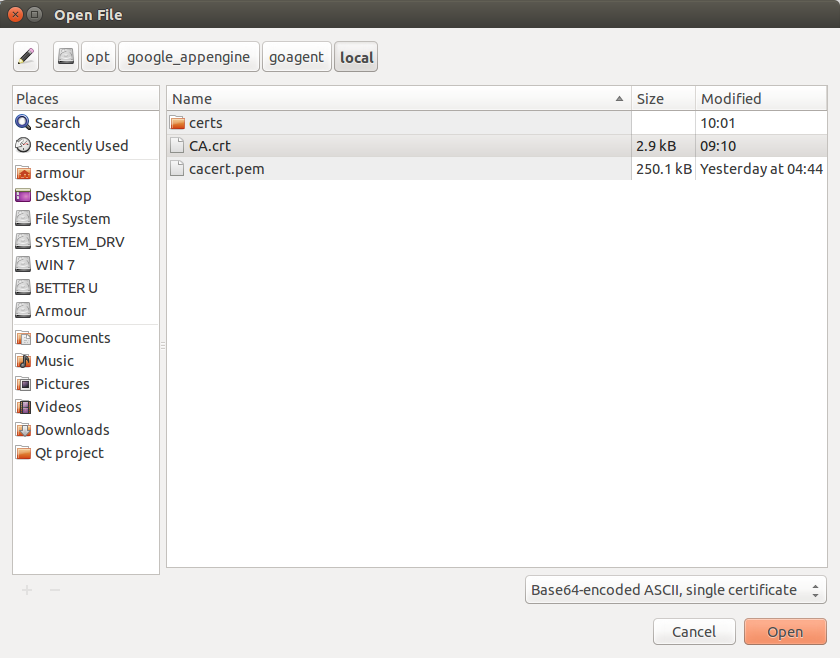 Open File
opt google_appengine goagent local
Places
Search
Recently Used
armour
Desktop
File System
SYSTEM_DRV
WIN 7
BETTER U
Armour
Documents
Music
Pictures
Videos
Downloads
Qt project
Name Size Modified
certs 10:01
CA.crt 2.9 kB 09:10
cacert.pem 250.1 kB Yesterday at 04:44
Base64-encoded ASCII, single certificate
Cancel Open